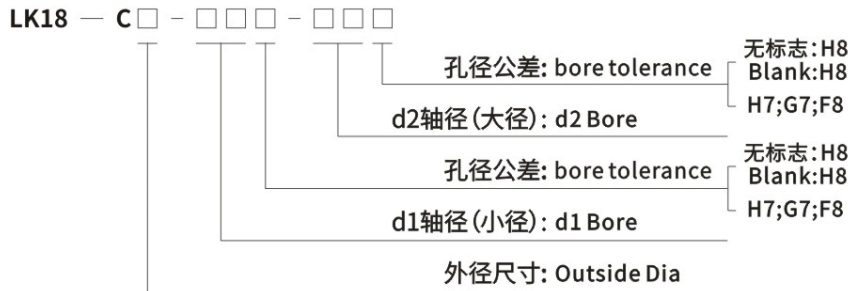 LK18 — C□ - □□□ - □□□
无标志:H8
孔径公差: bore tolerance
Blank:H8
H7;G7;F8
d2轴径(大径): d2 Bore
无标志:H8
孔径公差: bore tolerance
Blank:H8
H7;G7;F8
d1轴径(小径): d1 Bore
外径尺寸: Outside Dia